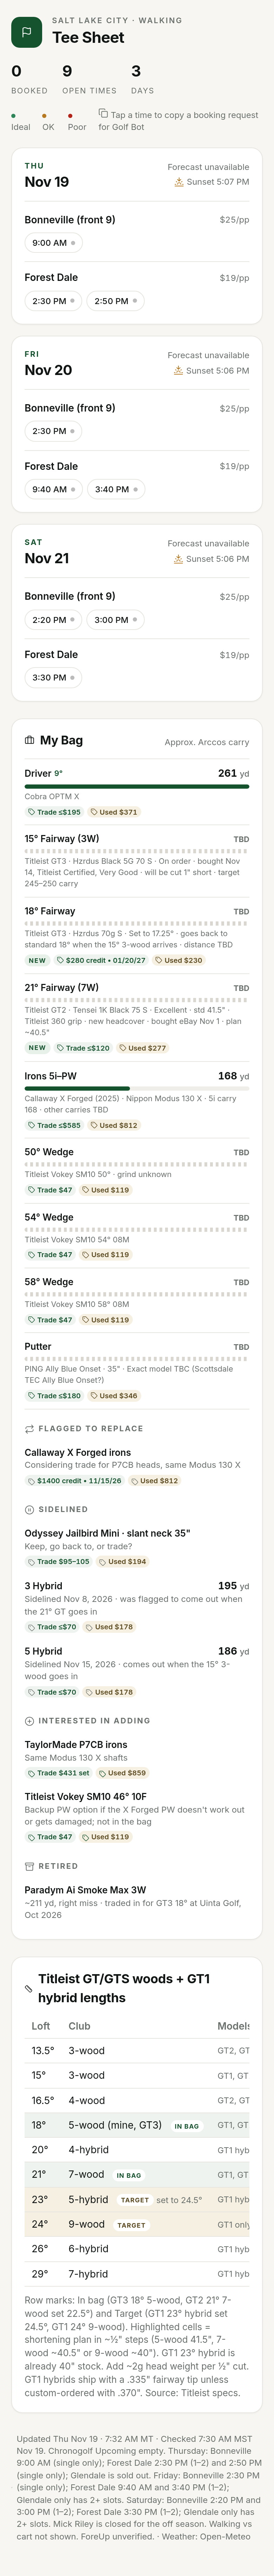 SALT LAKE CITY · WALKING
Tee Sheet
0 9 3
BOOKED OPEN TIMES DAYS
Ideal OK Poor
Tap a time to copy a booking request
for Golf Bot
THU
Nov 19
Forecast unavailable
Sunset 5:07 PM
Bonneville (front 9) $25/pp
9:00 AM
Forest Dale $19/pp
2:30 PM 2:50 PM
FRI
Nov 20
Forecast unavailable
Sunset 5:06 PM
Bonneville (front 9) $25/pp
2:30 PM
Forest Dale $19/pp
9:40 AM 3:40 PM
SAT
Nov 21
Forecast unavailable
Sunset 5:06 PM
Bonneville (front 9) $25/pp
2:20 PM 3:00 PM
Forest Dale $19/pp
3:30 PM
My Bag Approx. Arccos carry
Driver 9° 261 yd
Cobra OPTM X
Trade ≤$195 Used $371
15° Fairway (3W) TBD
Titleist GT3 · Hzrdus Black 5G 70 S · On order · bought Nov
14, Titleist Certified, Very Good · will be cut 1" short · target
245–250 carry
18° Fairway TBD
Titleist GT3 · Hzrdus 70g S · Set to 17.25° · goes back to
standard 18° when the 15° 3-wood arrives · distance TBD
NEW $280 credit • 01/20/27 Used $230
21° Fairway (7W) TBD
Titleist GT2 · Tensei 1K Black 75 S · Excellent · std 41.5" ·
Titleist 360 grip · new headcover · bought eBay Nov 1 · plan
~40.5"
NEW Trade ≤$120 Used $277
Irons 5i–PW 168 yd
Callaway X Forged (2025) · Nippon Modus 130 X · 5i carry
168 · other carries TBD
Trade ≤$585 Used $812
50° Wedge TBD
Titleist Vokey SM10 50° · grind unknown
Trade $47 Used $119
54° Wedge TBD
Titleist Vokey SM10 54° 08M
Trade $47 Used $119
58° Wedge TBD
Titleist Vokey SM10 58° 08M
Trade $47 Used $119
Putter TBD
PING Ally Blue Onset · 35" · Exact model TBC (Scottsdale
TEC Ally Blue Onset?)
Trade ≤$180 Used $346
FLAGGED TO REPLACE
Callaway X Forged irons
Considering trade for P7CB heads, same Modus 130 X
$1400 credit • 11/15/26 Used $812
SIDELINED
Odyssey Jailbird Mini · slant neck 35"
Keep, go back to, or trade?
Trade $95–105 Used $194
3 Hybrid 195 yd
Sidelined Nov 8, 2026 · was flagged to come out when
the 21° GT goes in
Trade ≤$70 Used $178
5 Hybrid 186 yd
Sidelined Nov 15, 2026 · comes out when the 15° 3-
wood goes in
Trade ≤$70 Used $178
INTERESTED IN ADDING
TaylorMade P7CB irons
Same Modus 130 X shafts
Trade $431 set Used $859
Titleist Vokey SM10 46° 10F
Backup PW option if the X Forged PW doesn't work out
or gets damaged; not in the bag
Trade $47 Used $119
RETIRED
Paradym Ai Smoke Max 3W
~211 yd, right miss · traded in for GT3 18° at Uinta Golf,
Oct 2026
Titleist GT/GTS woods + GT1
hybrid lengths
Loft Club Models
13.5° 3-wood GT2, GT
15° 3-wood GT1, GT
16.5° 4-wood GT2, GT
18° 5-wood (mine, GT3) IN BAG GT1, GT
20° 4-hybrid GT1 hyb
21° 7-wood IN BAG GT1, GT
23° 5-hybrid TARGET set to 24.5° GT1 hyb
24° 9-wood TARGET GT1 only
26° 6-hybrid GT1 hyb
29° 7-hybrid GT1 hyb
Row marks: In bag (GT3 18° 5-wood, GT2 21° 7-
wood set 22.5°) and Target (GT1 23° hybrid set
24.5°, GT1 24° 9-wood). Highlighted cells =
shortening plan in ~½" steps (5-wood 41.5", 7-
wood ~40.5" or 9-wood ~40"). GT1 23° hybrid is
already 40" stock. Add ~2g head weight per ½" cut.
GT1 hybrids ship with a .335" fairway tip unless
custom-ordered with .370". Source: Titleist specs.
Updated Thu Nov 19 · 7:32 AM MT · Checked 7:30 AM MST
Nov 19. Chronogolf Upcoming empty. Thursday: Bonneville
9:00 AM (single only); Forest Dale 2:30 PM (1–2) and 2:50 PM
(single only); Glendale is sold out. Friday: Bonneville 2:30 PM
(single only); Forest Dale 9:40 AM and 3:40 PM (1–2);
Glendale only has 2+ slots. Saturday: Bonneville 2:20 PM and
3:00 PM (1–2); Forest Dale 3:30 PM (1–2); Glendale only has
2+ slots. Mick Riley is closed for the off season. Walking vs
cart not shown. ForeUp unverified. · Weather: Open-Meteo